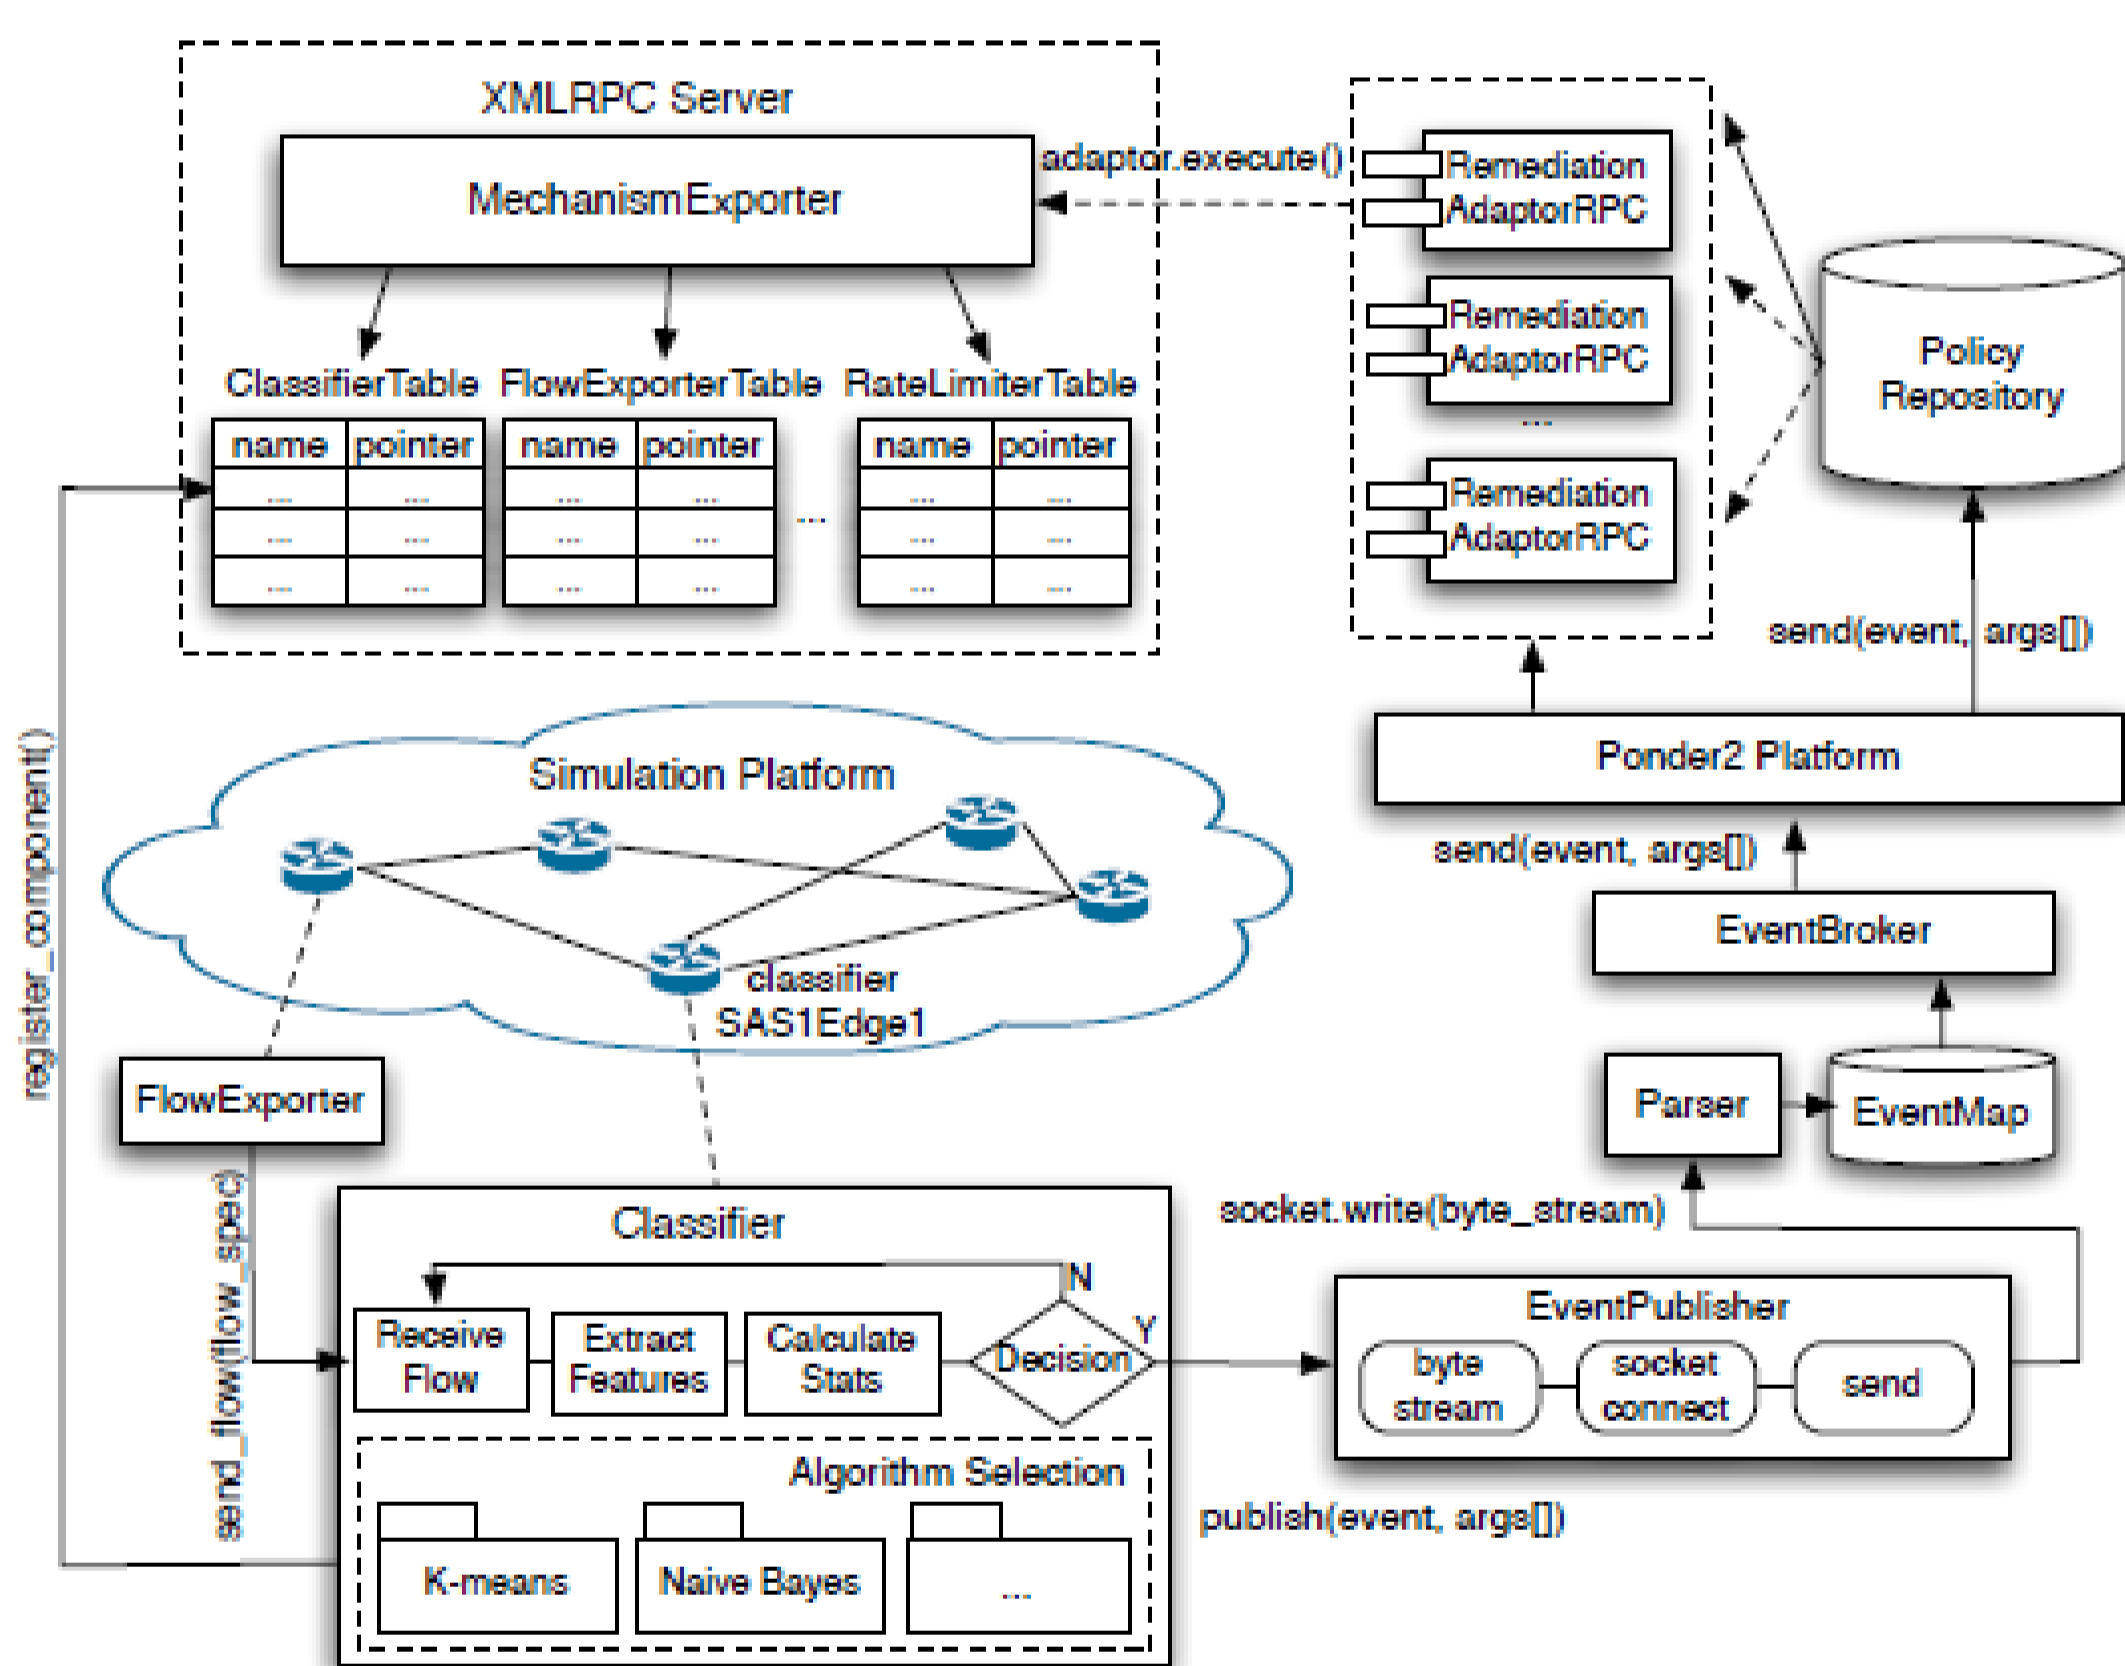 XMLRPC Server
MechanismExporter
adaptor.execute()
ClassifierTable
FlowExporterTable
RateLimiterTable
name pointer
... ...
... ...
... ...
name pointer
... ...
... ...
... ...
...
name pointer
... ...
... ...
... ...
Remediation
AdaptorRPC
Remediation
AdaptorRPC
...
Remediation
AdaptorRPC
Policy
Repository
send(event, args[])
Ponder2 Platform
send(event, args[])
EventBroker
Parser
EventMap
socket.write(byte_stream)
register_component()
Simulation Platform
classifier
SAS1Edge1
FlowExporter
send_flow(flow_spec)
Classifier
N
Y
Receive
Flow
Extract
Features
Calculate
Stats
Decision
Algorithm Selection
K-means
Naive Bayes
...
EventPublisher
byte
stream
socket
connect
send
publish(event, args[])